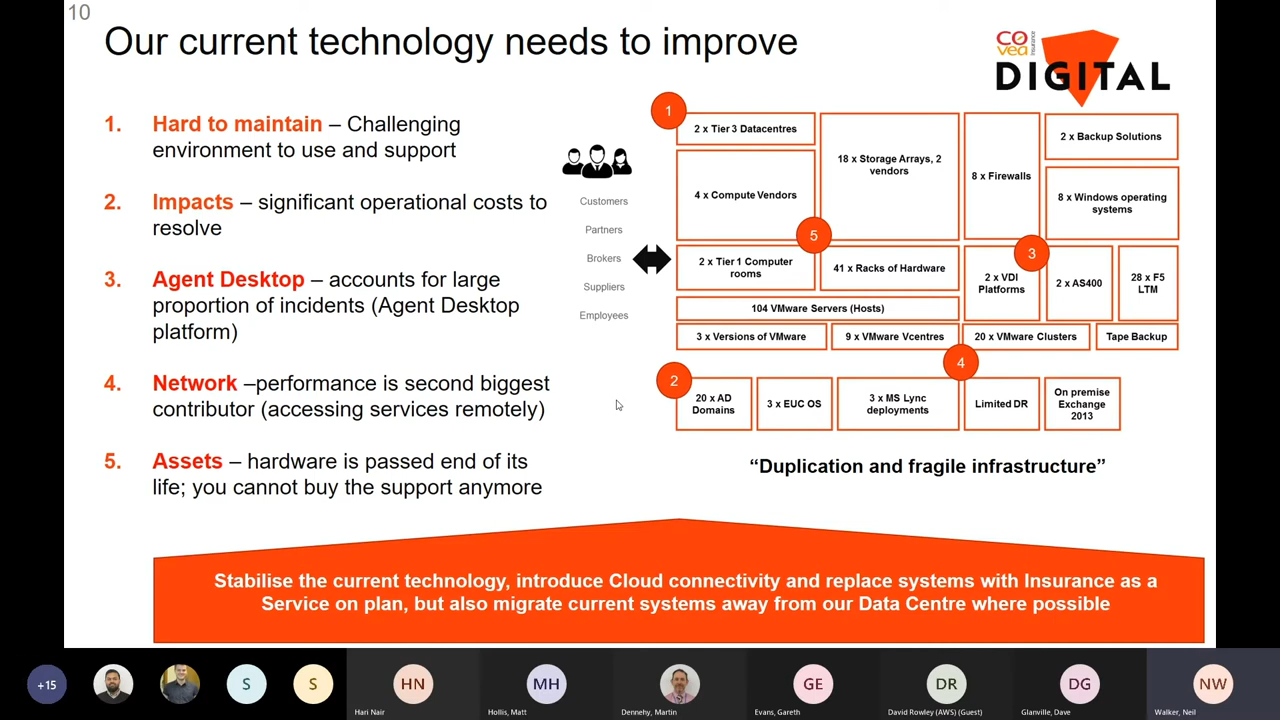 10
Our current technology needs to improve
COvea insurance
DIGITAL
1. Hard to maintain – Challenging
environment to use and support
2. Impacts – significant operational costs to
resolve
3. Agent Desktop – accounts for large
proportion of incidents (Agent Desktop
platform)
4. Network –performance is second biggest
contributor (accessing services remotely)
5. Assets – hardware is passed end of its
life; you cannot buy the support anymore
Customers
Partners
Brokers
Suppliers
Employees
1
2 x Tier 3 Datacentres
4 x Compute Vendors
18 x Storage Arrays, 2
vendors
8 x Firewalls
2 x Backup Solutions
8 x Windows operating
systems
5
3
2 x Tier 1 Computer
rooms
41 x Racks of Hardware
2 x VDI
Platforms
2 x AS400
28 x F5
LTM
104 VMware Servers (Hosts)
3 x Versions of VMware
9 x VMware Vcentres
20 x VMware Clusters
Tape Backup
2
4
20 x AD
Domains
3 x EUC OS
3 x MS Lync
deployments
Limited DR
On premise
Exchange
2013
“Duplication and fragile infrastructure”
Stabilise the current technology, introduce Cloud connectivity and replace systems with Insurance as a
Service on plan, but also migrate current systems away from our Data Centre where possible
+15
S
S
HN
Hari Nair
MH
Hollis, Matt
Dennehy, Martin
GE
Evans, Gareth
DR
David Rowley (AWS) (Guest)
DG
Glanville, Dave
NW
Walker, Neil